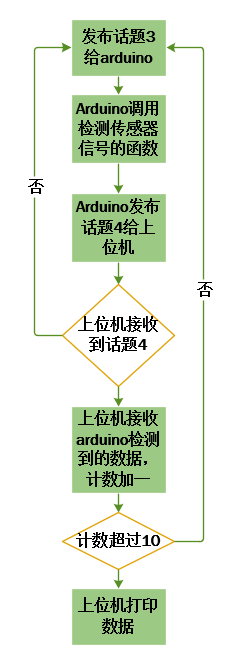 发布话题3
给arduino
Arduino调用
检测传感器
信号的函数
Arduino发布
话题4给上
位机
否
否
上位机接收
到话题4
上位机接收
arduino检测
到的数据，
计数加一
计数超过10
上位机打印
数据